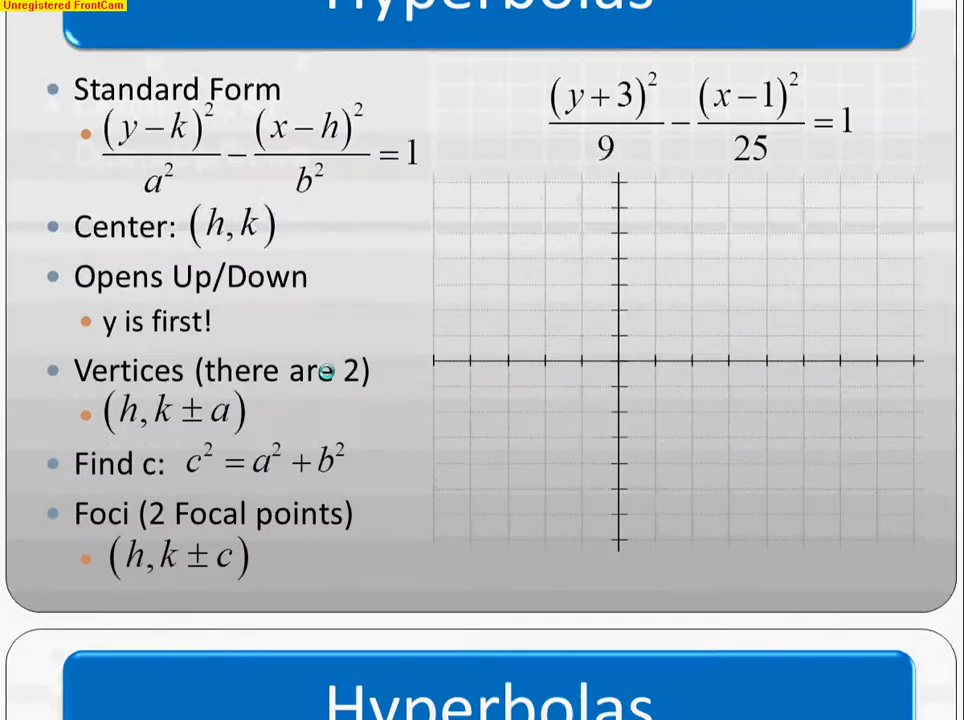 Unregistered FrontCam
Hyperbolas
• Standard Form
• (y − k)² / a² − (x − h)² / b² = 1
• Center: (h, k)
• Opens Up/Down
• y is first!
• Vertices (there are 2)
• (h, k ± a)
• Find c: c² = a² + b²
• Foci (2 Focal points)
• (h, k ± c)
(y + 3)² / 9 − (x − 1)² / 25 = 1
Hyperbolas